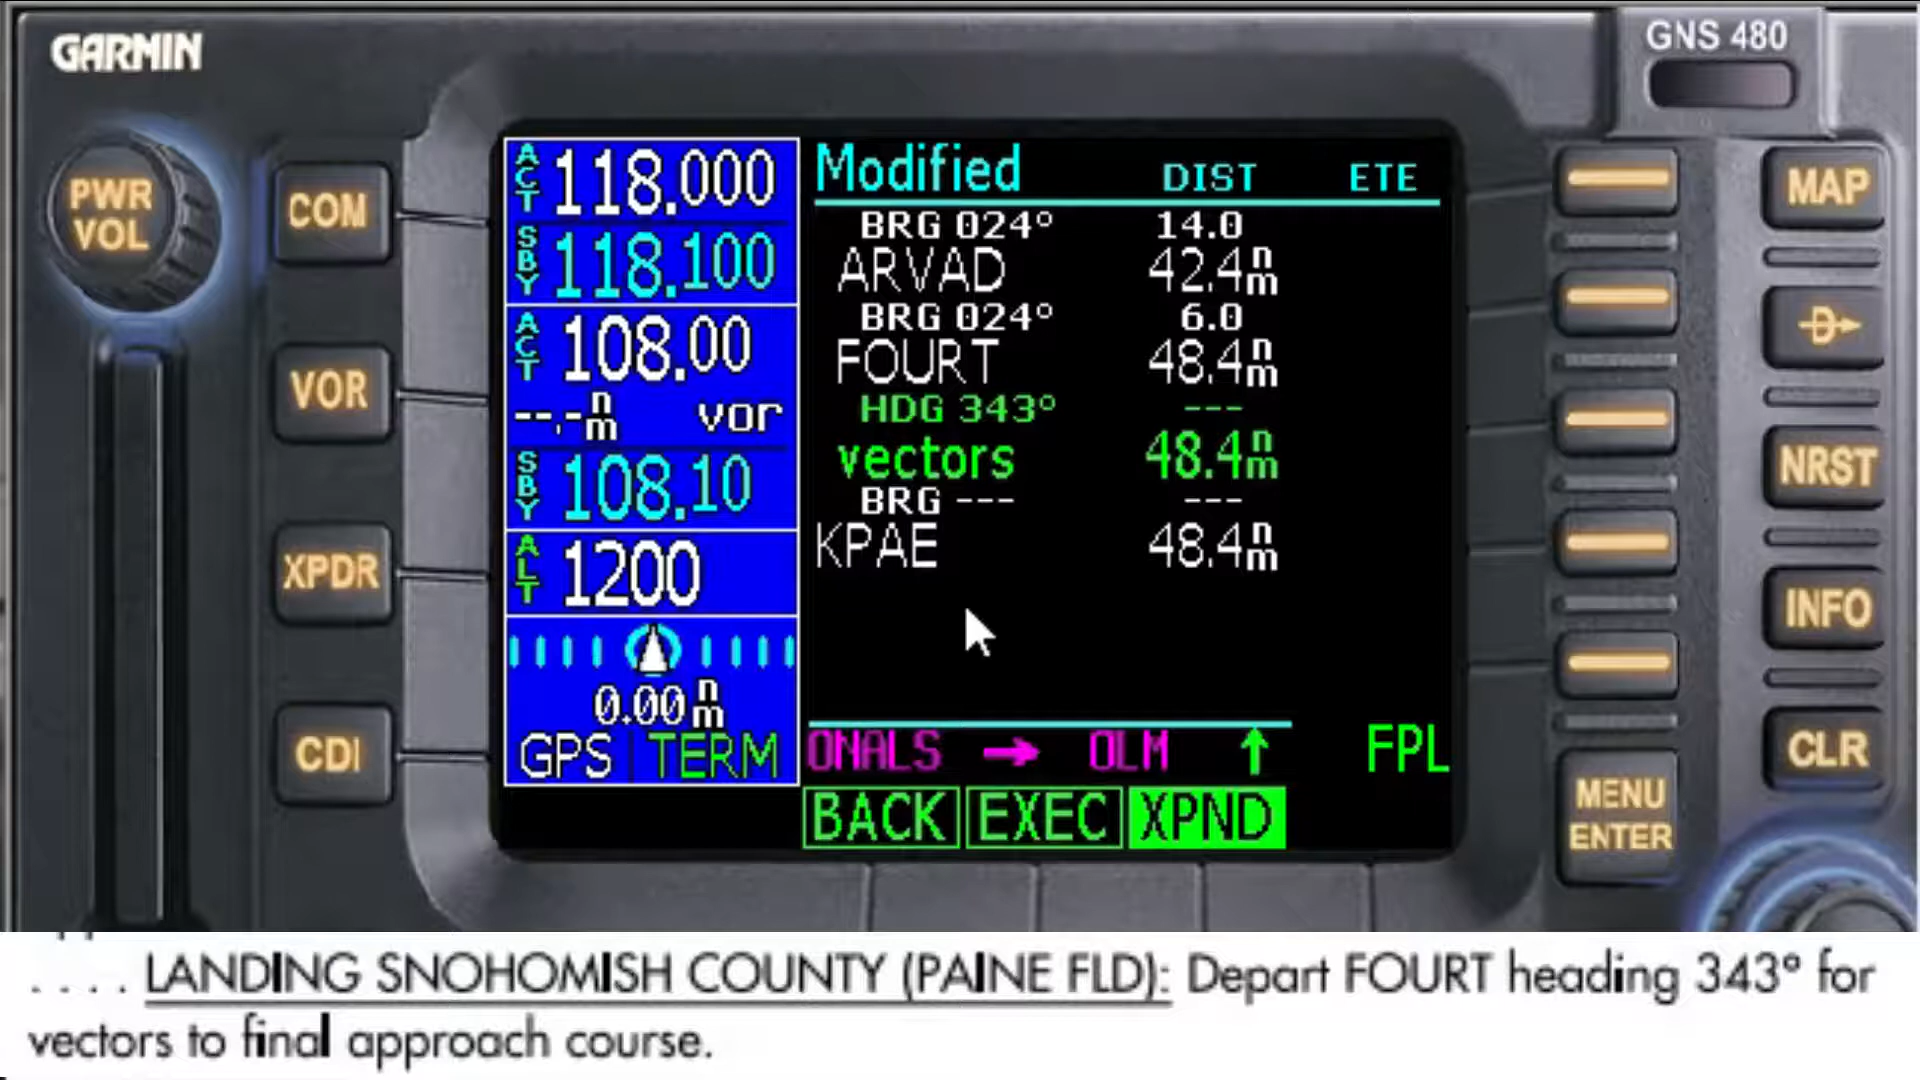 GARMIN
GNS 480
PWR
VOL
COM
VOR
XPDR
CDI
ACT 118.000
SBY 118.100
ACT 108.00
--.-nm vor
SBY 108.10
ALT 1200
0.00nm
GPS TERM
Modified DIST ETE
BRG 024° 14.0
ARVAD 42.4nm
BRG 024° 6.0
FOURT 48.4nm
HDG 343° ---
vectors 48.4nm
BRG --- ---
KPAE 48.4nm
ONALS → OLM ↑ FPL
BACK EXEC XPND
MAP
D
NRST
INFO
CLR
MENU
ENTER
. . . . LANDING SNOHOMISH COUNTY (PAINE FLD): Depart FOURT heading 343° for
vectors to final approach course.